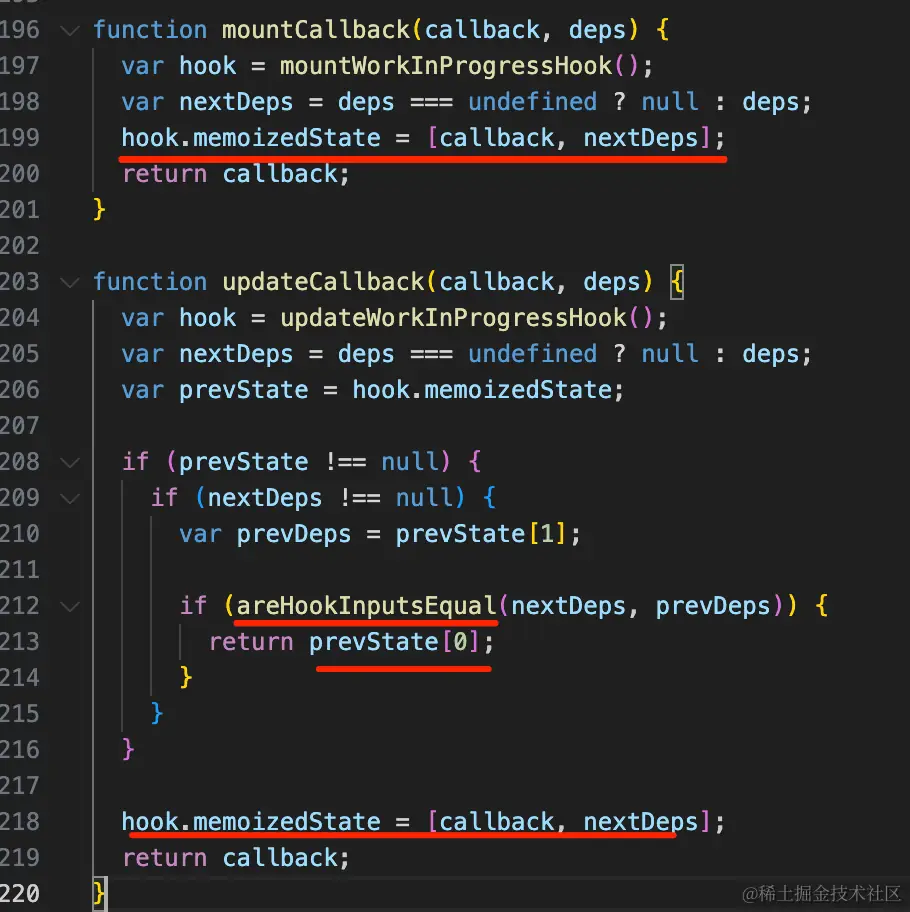 196 function mountCallback(callback, deps) {
197 var hook = mountWorkInProgressHook();
198 var nextDeps = deps === undefined ? null : deps;
199 hook.memoizedState = [callback, nextDeps];
200 return callback;
201 }
202
203 function updateCallback(callback, deps) {
204 var hook = updateWorkInProgressHook();
205 var nextDeps = deps === undefined ? null : deps;
206 var prevState = hook.memoizedState;
207
208 if (prevState !== null) {
209 if (nextDeps !== null) {
210 var prevDeps = prevState[1];
211
212 if (areHookInputsEqual(nextDeps, prevDeps)) {
213 return prevState[0];
214 }
215 }
216 }
217
218 hook.memoizedState = [callback, nextDeps];
219 return callback;
220 }
@稀土掘金技术社区